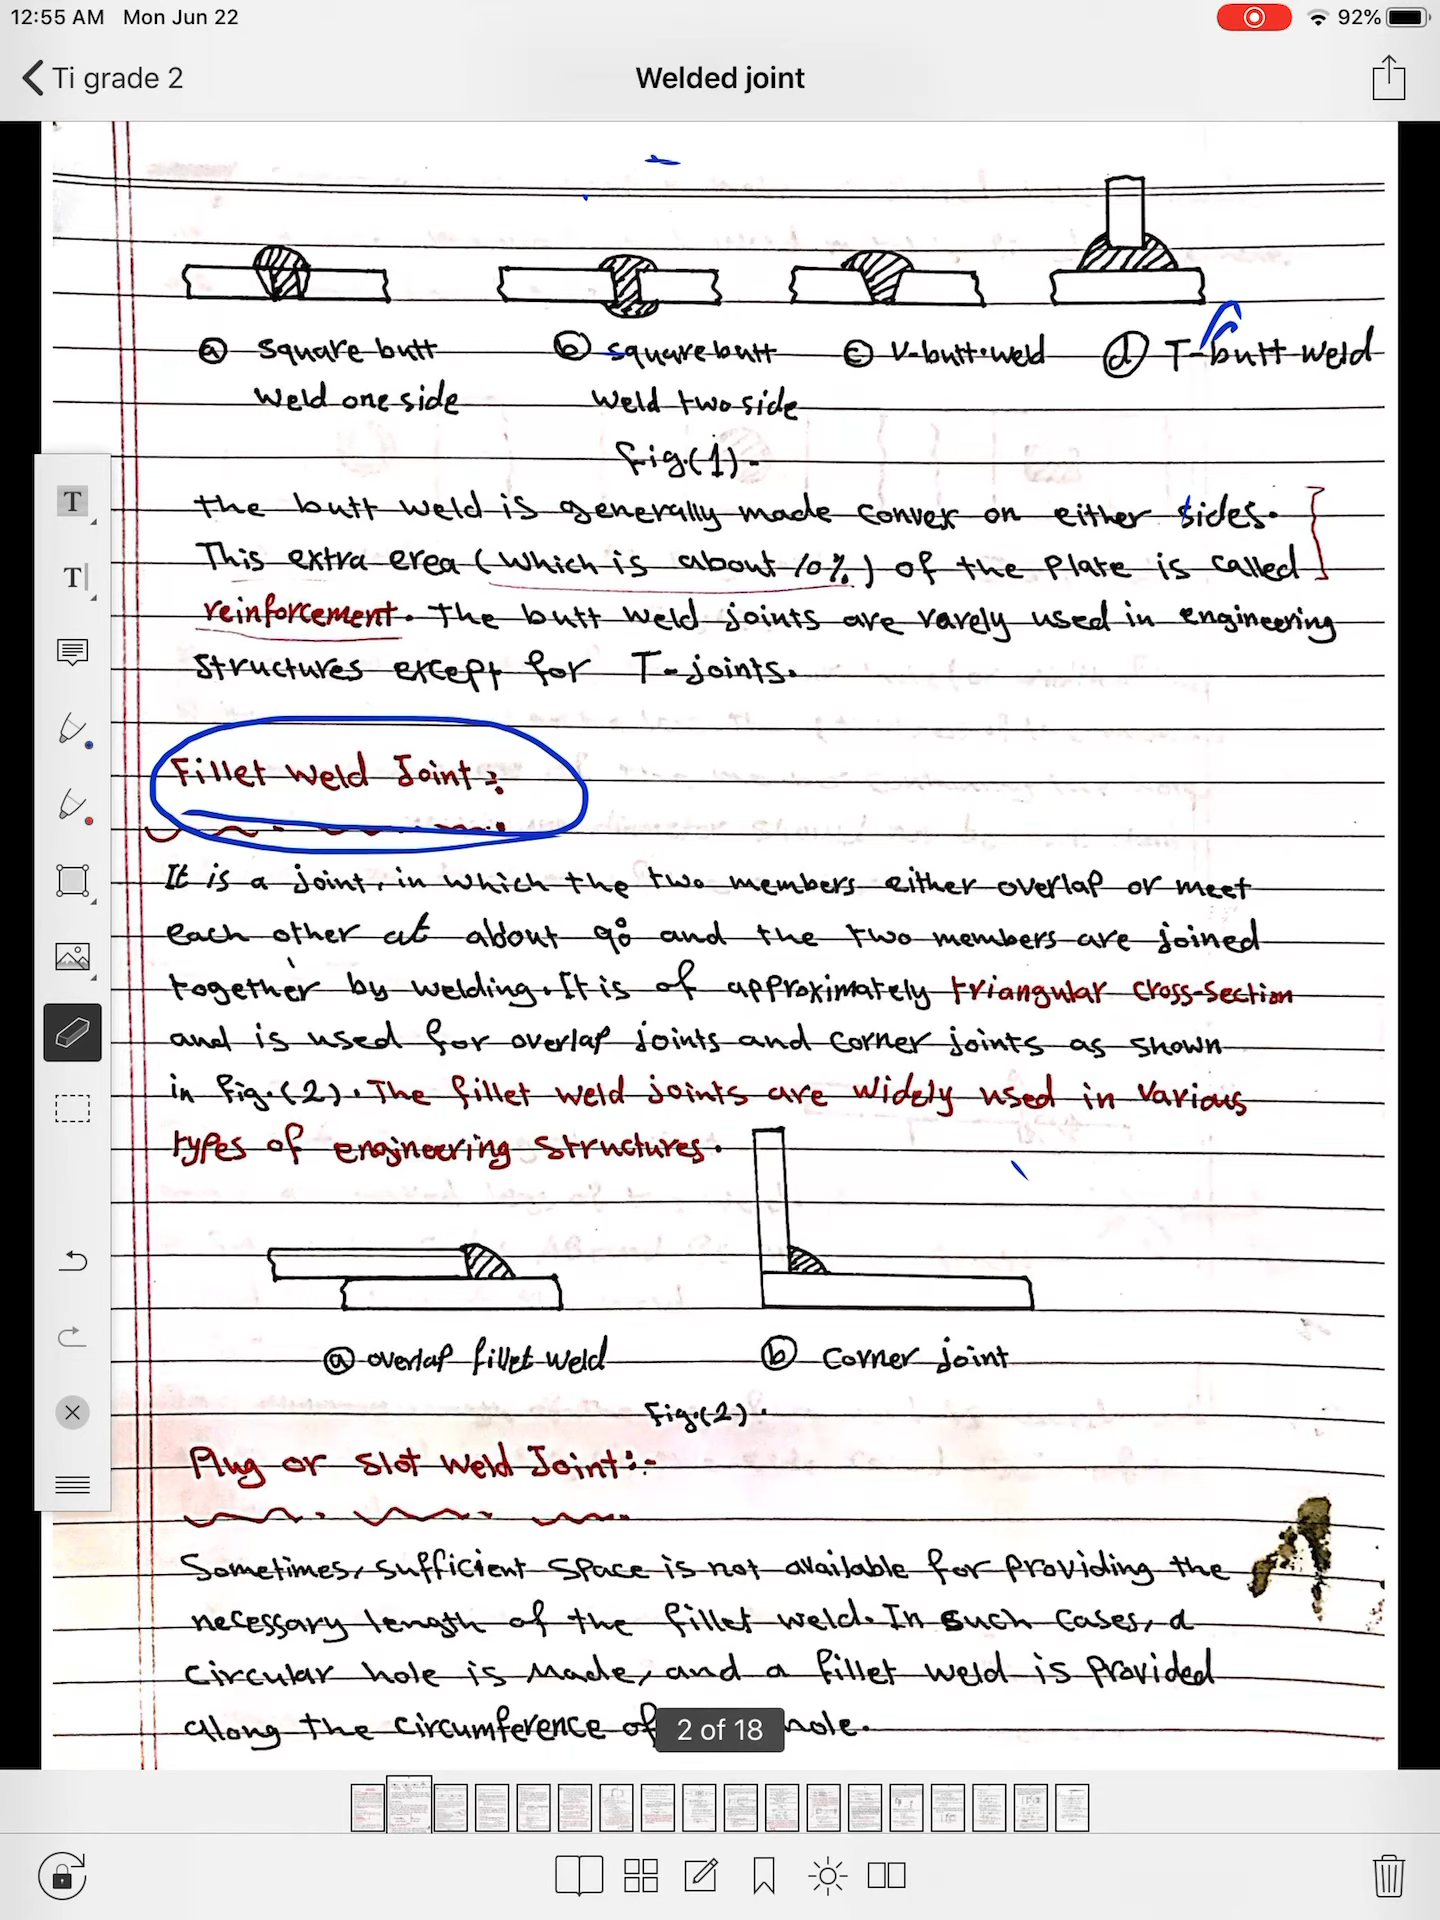 12:55 AM Mon Jun 22
92%
Ti grade 2
Welded joint
a square butt
weld one side
b square butt
weld two side
c V-butt weld
d T-butt weld
fig.(1).
the butt weld is generally made convex on either sides.
This extra erea (which is about 10%) of the plate is called
reinforcement. The butt weld joints are rarely used in engineering
structures except for T-joints.
Fillet weld Joint:
It is a joint, in which the two members either overlap or meet
each other at about 90° and the two members are joined
together by welding. It is of approximately triangular cross-section
and is used for overlap joints and corner joints as shown
in fig.(2). The fillet weld joints are widely used in various
types of engineering structures.
a overlap fillet weld
b Corner joint
Fig.(2).
Plug or Slot weld Joint:-
Sometimes, sufficient space is not available for providing the
necessary length of the fillet weld. In such cases, a
circular hole is made, and a fillet weld is provided
along the circumference of hole.
2 of 18
T
T